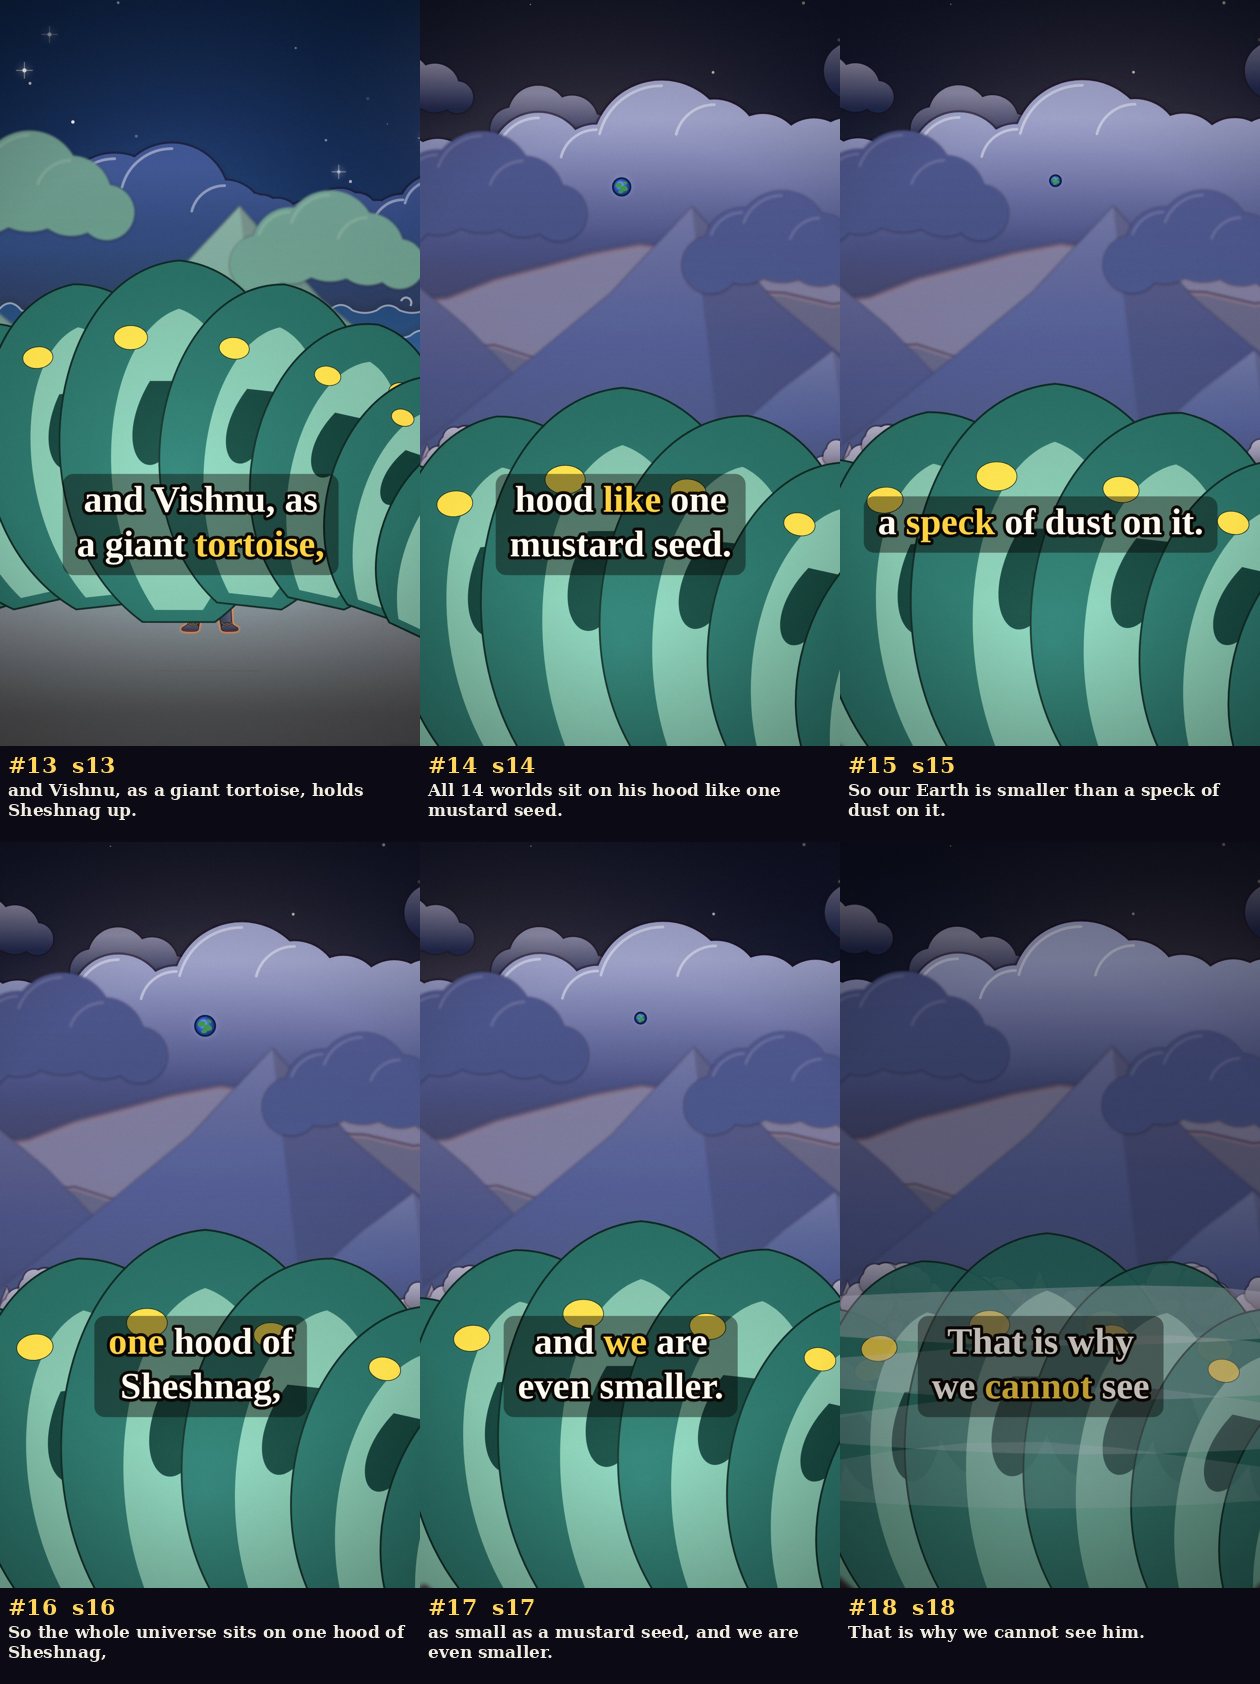 and Vishnu, as
a giant tortoise,
#13 s13
and Vishnu, as a giant tortoise, holds
Sheshnag up.
hood like one
mustard seed.
#14 s14
All 14 worlds sit on his hood like one
mustard seed.
a speck of dust on it.
#15 s15
So our Earth is smaller than a speck of
dust on it.
one hood of
Sheshnag,
#16 s16
So the whole universe sits on one hood of
Sheshnag,
and we are
even smaller.
#17 s17
as small as a mustard seed, and we are
even smaller.
That is why
we cannot see
#18 s18
That is why we cannot see him.